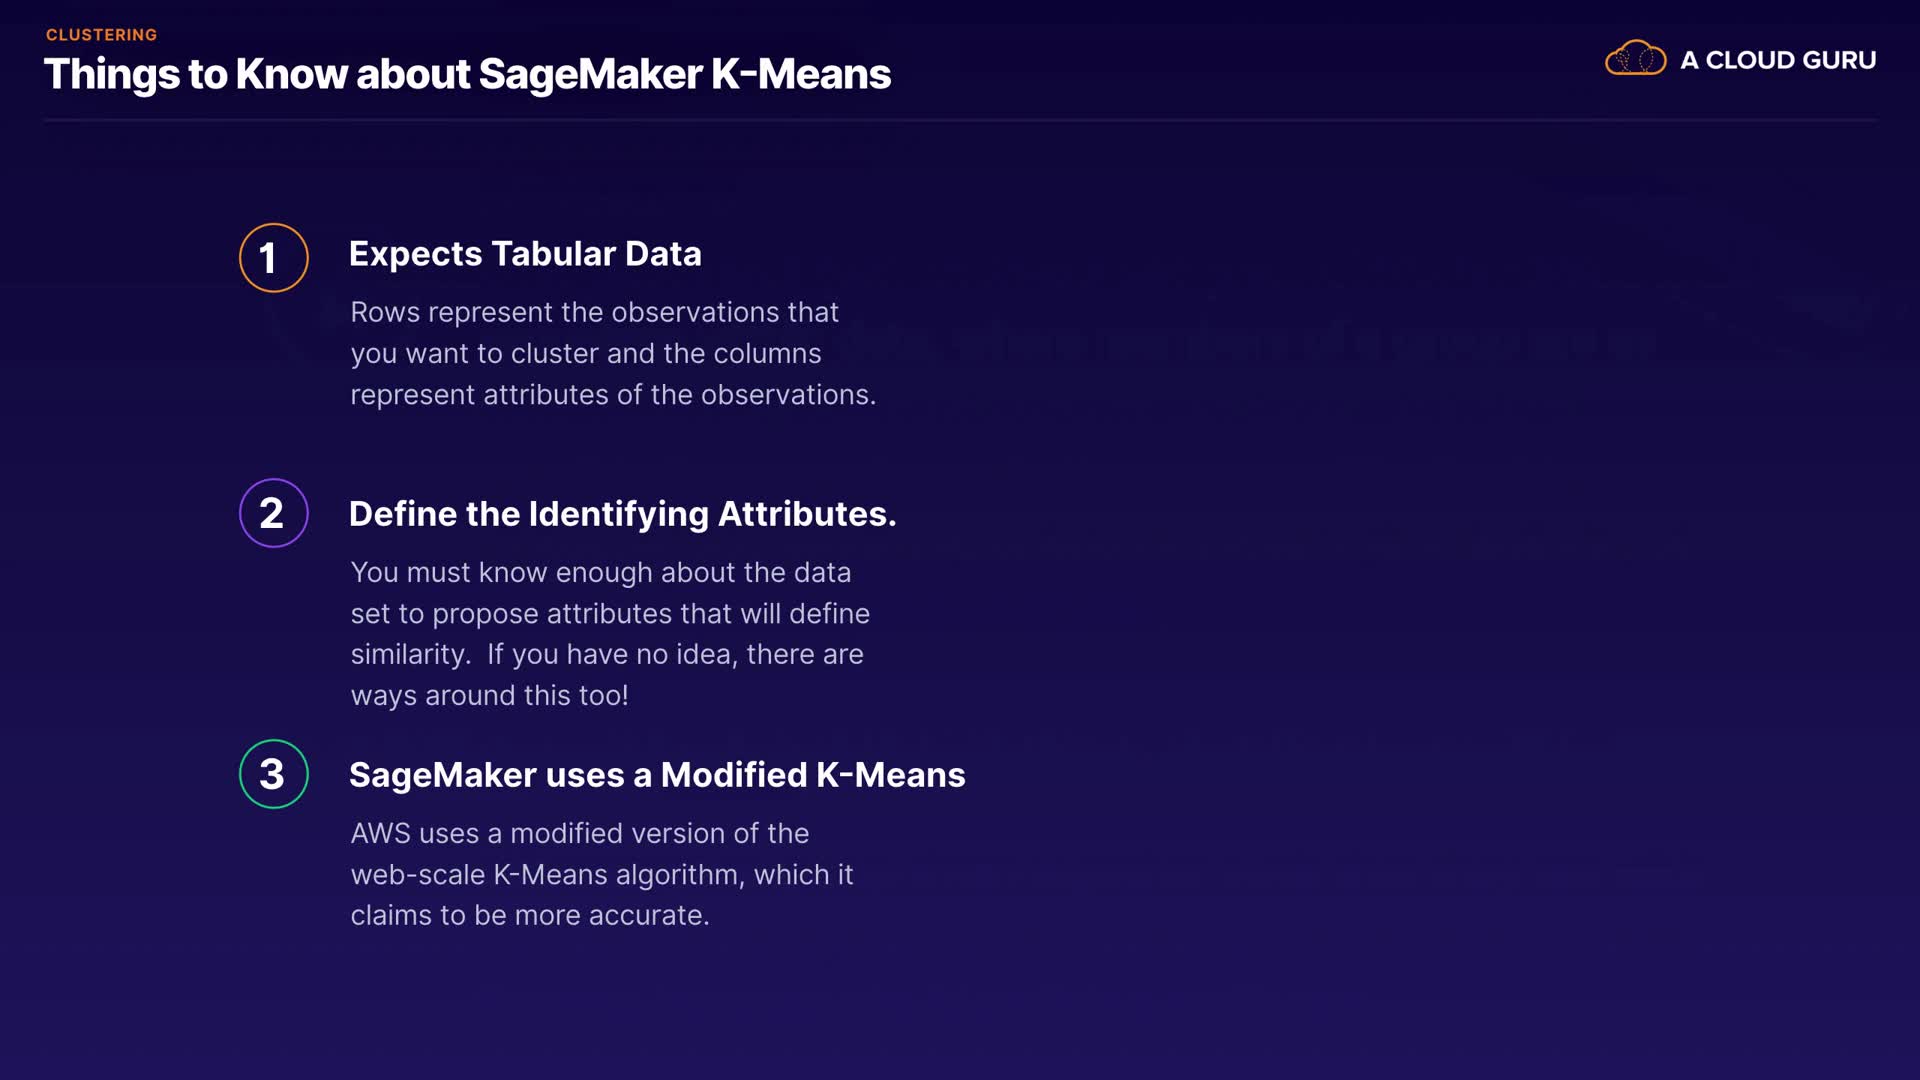 CLUSTERING
Things to Know about SageMaker K-Means
A CLOUD GURU
1
Expects Tabular Data
Rows represent the observations that
you want to cluster and the columns
represent attributes of the observations.
2
Define the Identifying Attributes.
You must know enough about the data
set to propose attributes that will define
similarity.  If you have no idea, there are
ways around this too!
3
SageMaker uses a Modified K-Means
AWS uses a modified version of the
web-scale K-Means algorithm, which it
claims to be more accurate.